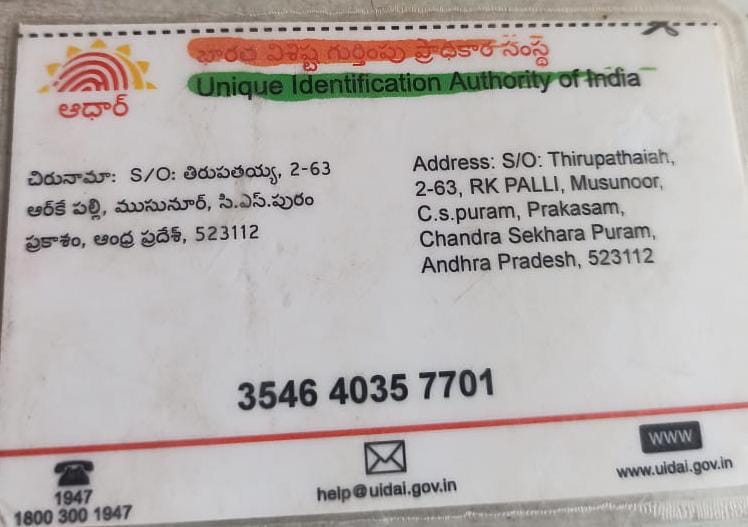 భారత విశిష్ట గుర్తింపు ప్రాధికార సంస్థ
Unique Identification Authority of India
ఆధార్
చిరునామా: S/O: తిరుపతయ్య, 2-63
ఆర్‌కే పల్లి, ముసునూర్, సి.ఎస్.పురం
ప్రకాశం, ఆంధ్ర ప్రదేశ్, 523112
Address: S/O: Thirupathaiah,
2-63, RK PALLI, Musunoor,
C.s.puram, Prakasam,
Chandra Sekhara Puram,
Andhra Pradesh, 523112
3546 4035 7701
1947
1800 300 1947
help@uidai.gov.in
WWW
www.uidai.gov.in